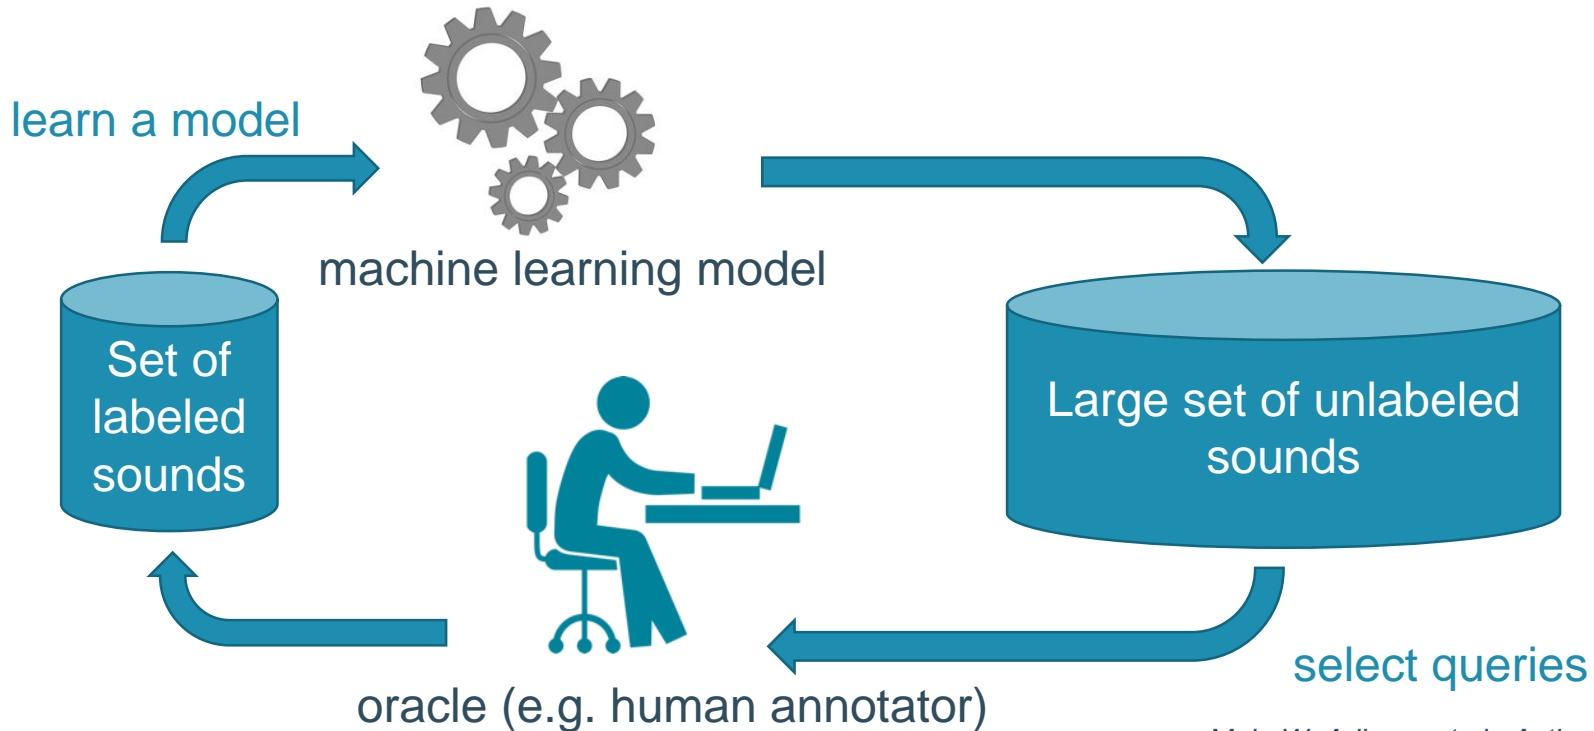 learn a model
machine learning model
Set of
labeled
sounds
Large set of unlabeled
sounds
select queries
oracle (e.g. human annotator)